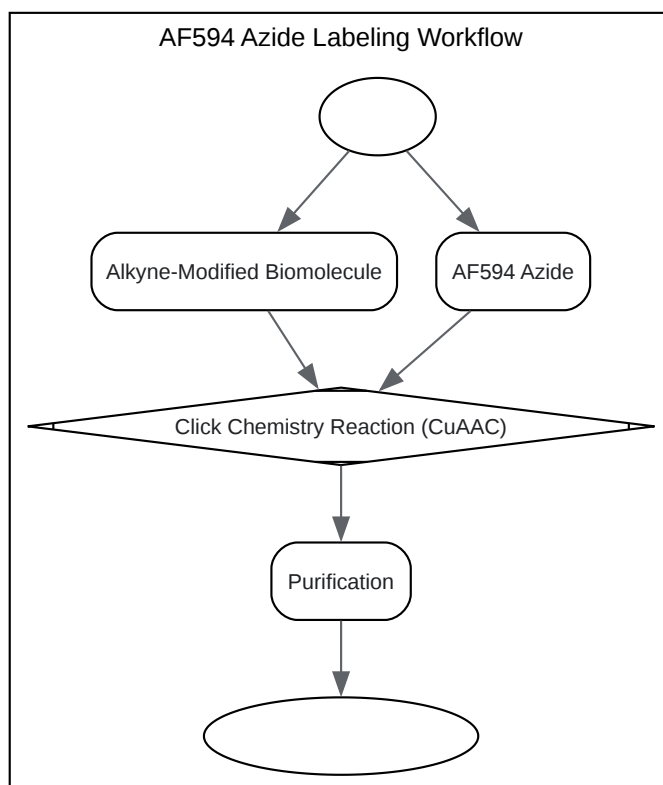 AF594 Azide Labeling Workflow
Alkyne-Modified Biomolecule
AF594 Azide
Click Chemistry Reaction (CuAAC)
Purification